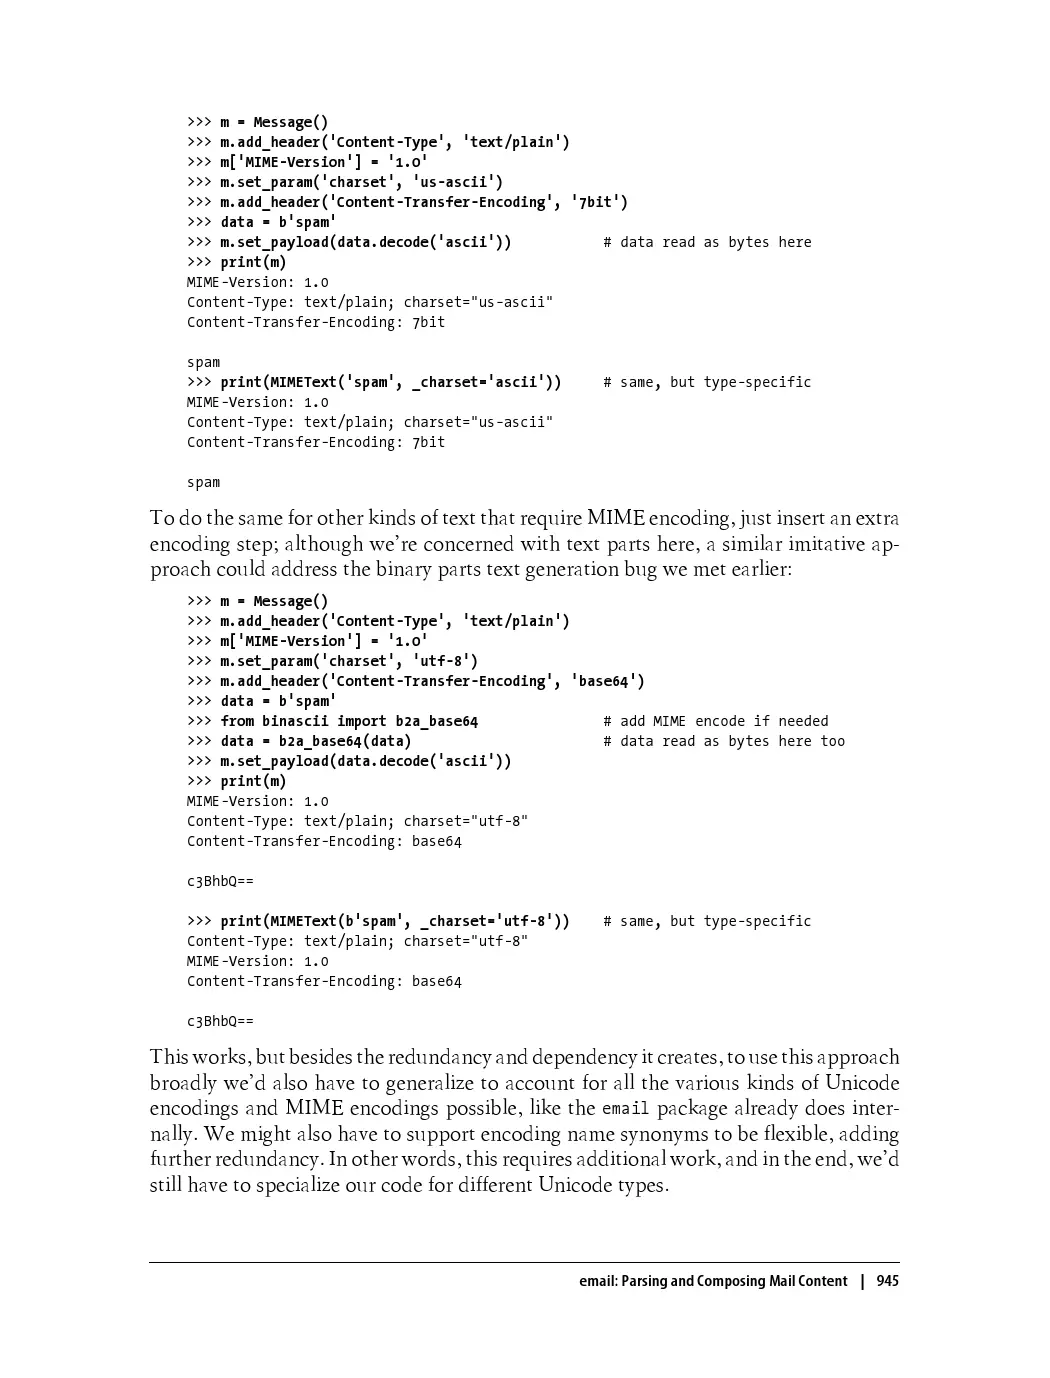 >>> m = Message()
>>> m.add_header('Content-Type', 'text/plain')
>>> m['MIME-Version'] = '1.0'
>>> m.set_param('charset', 'us-ascii')
>>> m.add_header('Content-Transfer-Encoding', '7bit')
>>> data = b'spam'
>>> m.set_payload(data.decode('ascii'))           # data read as bytes here
>>> print(m)
MIME-Version: 1.0
Content-Type: text/plain; charset="us-ascii"
Content-Transfer-Encoding: 7bit

spam
>>> print(MIMEText('spam', _charset='ascii'))     # same, but type-specific
MIME-Version: 1.0
Content-Type: text/plain; charset="us-ascii"
Content-Transfer-Encoding: 7bit

spam
To do the same for other kinds of text that require MIME encoding, just insert an extra
encoding step; although we're concerned with text parts here, a similar imitative ap-
proach could address the binary parts text generation bug we met earlier:
>>> m = Message()
>>> m.add_header('Content-Type', 'text/plain')
>>> m['MIME-Version'] = '1.0'
>>> m.set_param('charset', 'utf-8')
>>> m.add_header('Content-Transfer-Encoding', 'base64')
>>> data = b'spam'
>>> from binascii import b2a_base64               # add MIME encode if needed
>>> data = b2a_base64(data)                       # data read as bytes here too
>>> m.set_payload(data.decode('ascii'))
>>> print(m)
MIME-Version: 1.0
Content-Type: text/plain; charset="utf-8"
Content-Transfer-Encoding: base64

c3BhbQ==

>>> print(MIMEText(b'spam', _charset='utf-8'))    # same, but type-specific
Content-Type: text/plain; charset="utf-8"
MIME-Version: 1.0
Content-Transfer-Encoding: base64

c3BhbQ==
This works, but besides the redundancy and dependency it creates, to use this approach
broadly we'd also have to generalize to account for all the various kinds of Unicode
encodings and MIME encodings possible, like the email package already does inter-
nally. We might also have to support encoding name synonyms to be flexible, adding
further redundancy. In other words, this requires additional work, and in the end, we'd
still have to specialize our code for different Unicode types.
email: Parsing and Composing Mail Content | 945